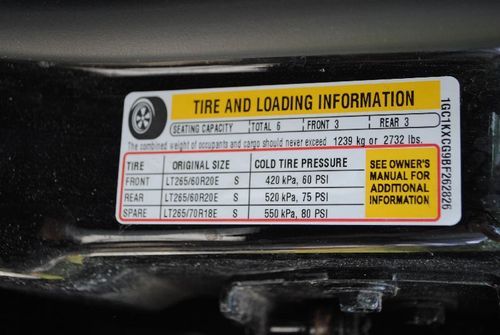 TIRE AND LOADING INFORMATION
SEATING CAPACITY TOTAL 6 FRONT 3 REAR 3
The combined weight of occupants and cargo should never exceed 1239 kg or 2732 lbs.
TIRE ORIGINAL SIZE COLD TIRE PRESSURE
FRONT LT265/60R20E S 420 kPa, 60 PSI
REAR LT265/60R20E S 520 kPa, 75 PSI
SPARE LT265/70R18E S 550 kPa, 80 PSI
SEE OWNER'S
MANUAL FOR
ADDITIONAL
INFORMATION
1GC1KXCG9BF262826